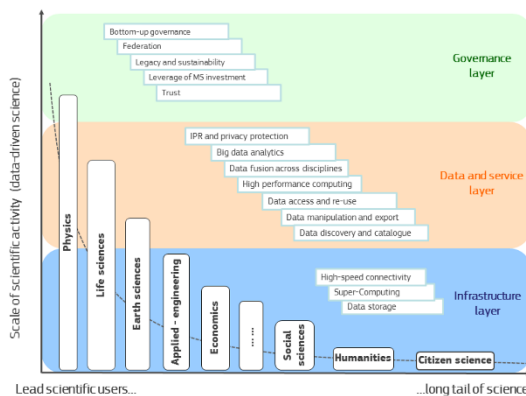 Scale of scientific activity (data-driven science)
Bottom-up governance
Federation
Legacy and sustainability
Leverage of MS investment
Trust
Governance
layer
IPR and privacy protection
Big data analytics
Data fusion across disciplines
High performance computing
Data access and re-use
Data manipulation and export
Data discovery and catalogue
Data and service
layer
High-speed connectivity
Super-Computing
Data storage
Infrastructure
layer
Physics
Life sciences
Earth sciences
Applied - engineering
Economics
... ...
Social
sciences
Humanities
Citizen science
Lead scientific users...
...long tail of science